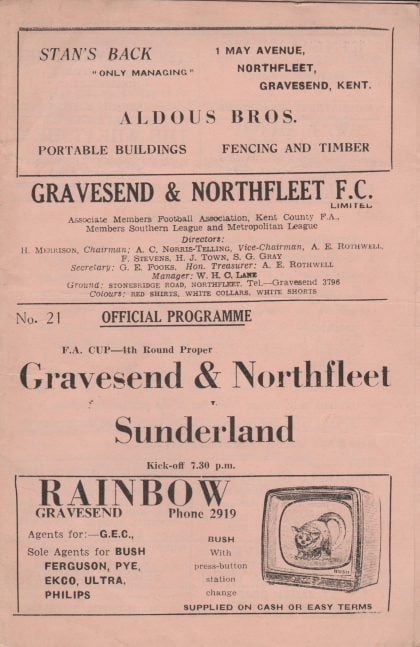 STAN'S BACK
"ONLY MANAGING"
1 MAY AVENUE,
NORTHFLEET,
GRAVESEND, KENT.
ALDOUS BROS.
PORTABLE BUILDINGS FENCING AND TIMBER
GRAVESEND & NORTHFLEET F.C.
LIMITED
Associate Members Football Association, Kent County F.A.,
Members Southern League and Metropolitan League
Directors:
H. MERRISON, Chairman; A. C. NORRIS-TELLING, Vice-Chairman, A. E. ROTHWELL,
F. STEVENS, H. J. TOWN, S. G. GRAY
Secretary: G. E. FOOKS, Hon. Treasurer: A. E. ROTHWELL
Manager: W. H. C. LANE
Ground: STONEBRIDGE ROAD, NORTHFLEET. Tel.—Gravesend 3796
Colours: RED SHIRTS, WHITE COLLARS, WHITE SHORTS
No. 21 OFFICIAL PROGRAMME
F.A. CUP—4th Round Proper
Gravesend & Northfleet
v.
Sunderland
Kick-off 7.30 p.m.
RAINBOW
GRAVESEND Phone 2919
Agents for:—G.E.C.,
Sole Agents for BUSH
FERGUSON, PYE,
EKCO, ULTRA,
PHILIPS
BUSH
With
press-button
station
change
BUSH
SUPPLIED ON CASH OR EASY TERMS